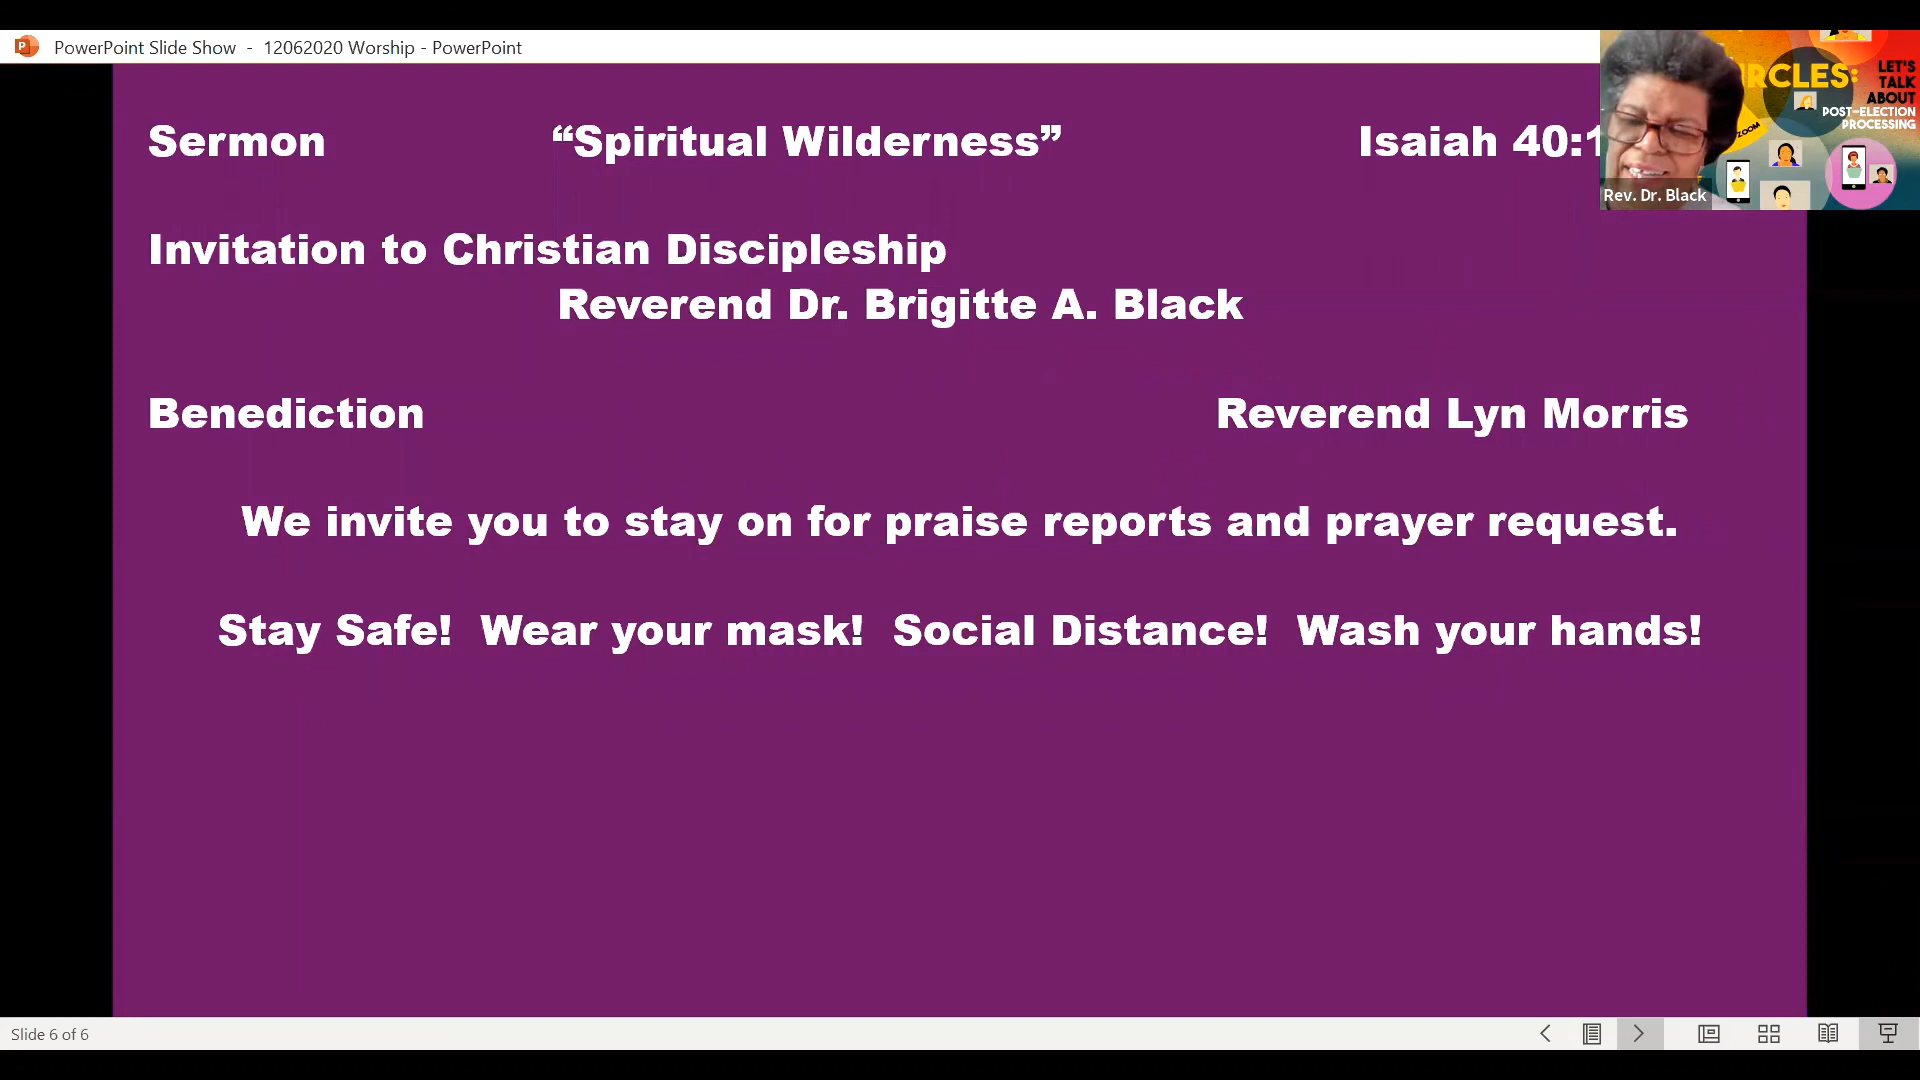 PowerPoint Slide Show - 12062020 Worship - PowerPoint
Sermon “Spiritual Wilderness” Isaiah 40:1
RCLES:
LET'S
TALK
ABOUT
POST-ELECTION
PROCESSING
ZOOM
Rev. Dr. Black
Invitation to Christian Discipleship
Reverend Dr. Brigitte A. Black
Benediction Reverend Lyn Morris
We invite you to stay on for praise reports and prayer request.
Stay Safe! Wear your mask! Social Distance! Wash your hands!
Slide 6 of 6